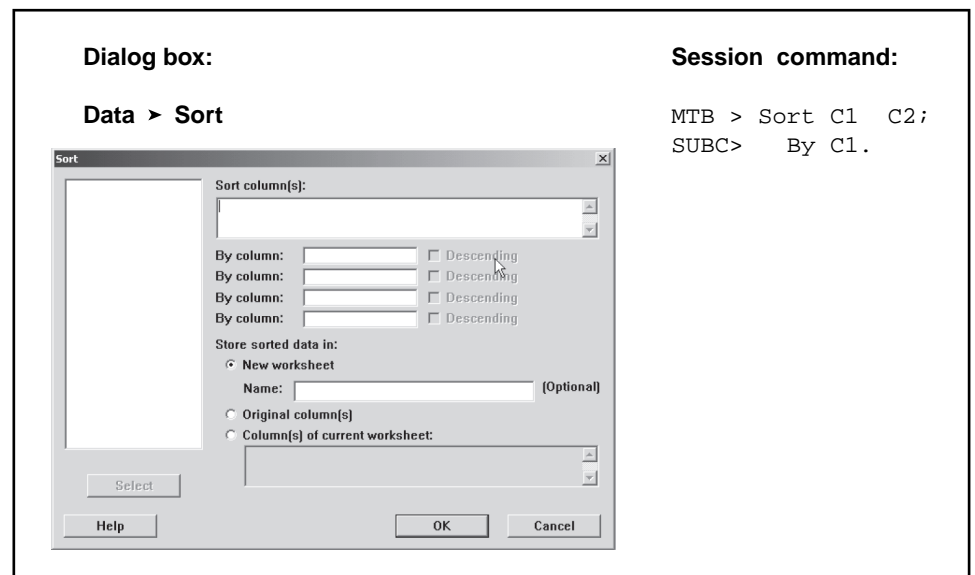 Dialog box:
Data ➤ Sort
Sort
Sort column(s):
By column: Descending
By column: Descending
By column: Descending
By column: Descending
Store sorted data in:
New worksheet
Name: (Optional)
Original column(s)
Column(s) of current worksheet:
Select
Help OK Cancel
Session command:
MTB > Sort C1 C2;
SUBC> By C1.